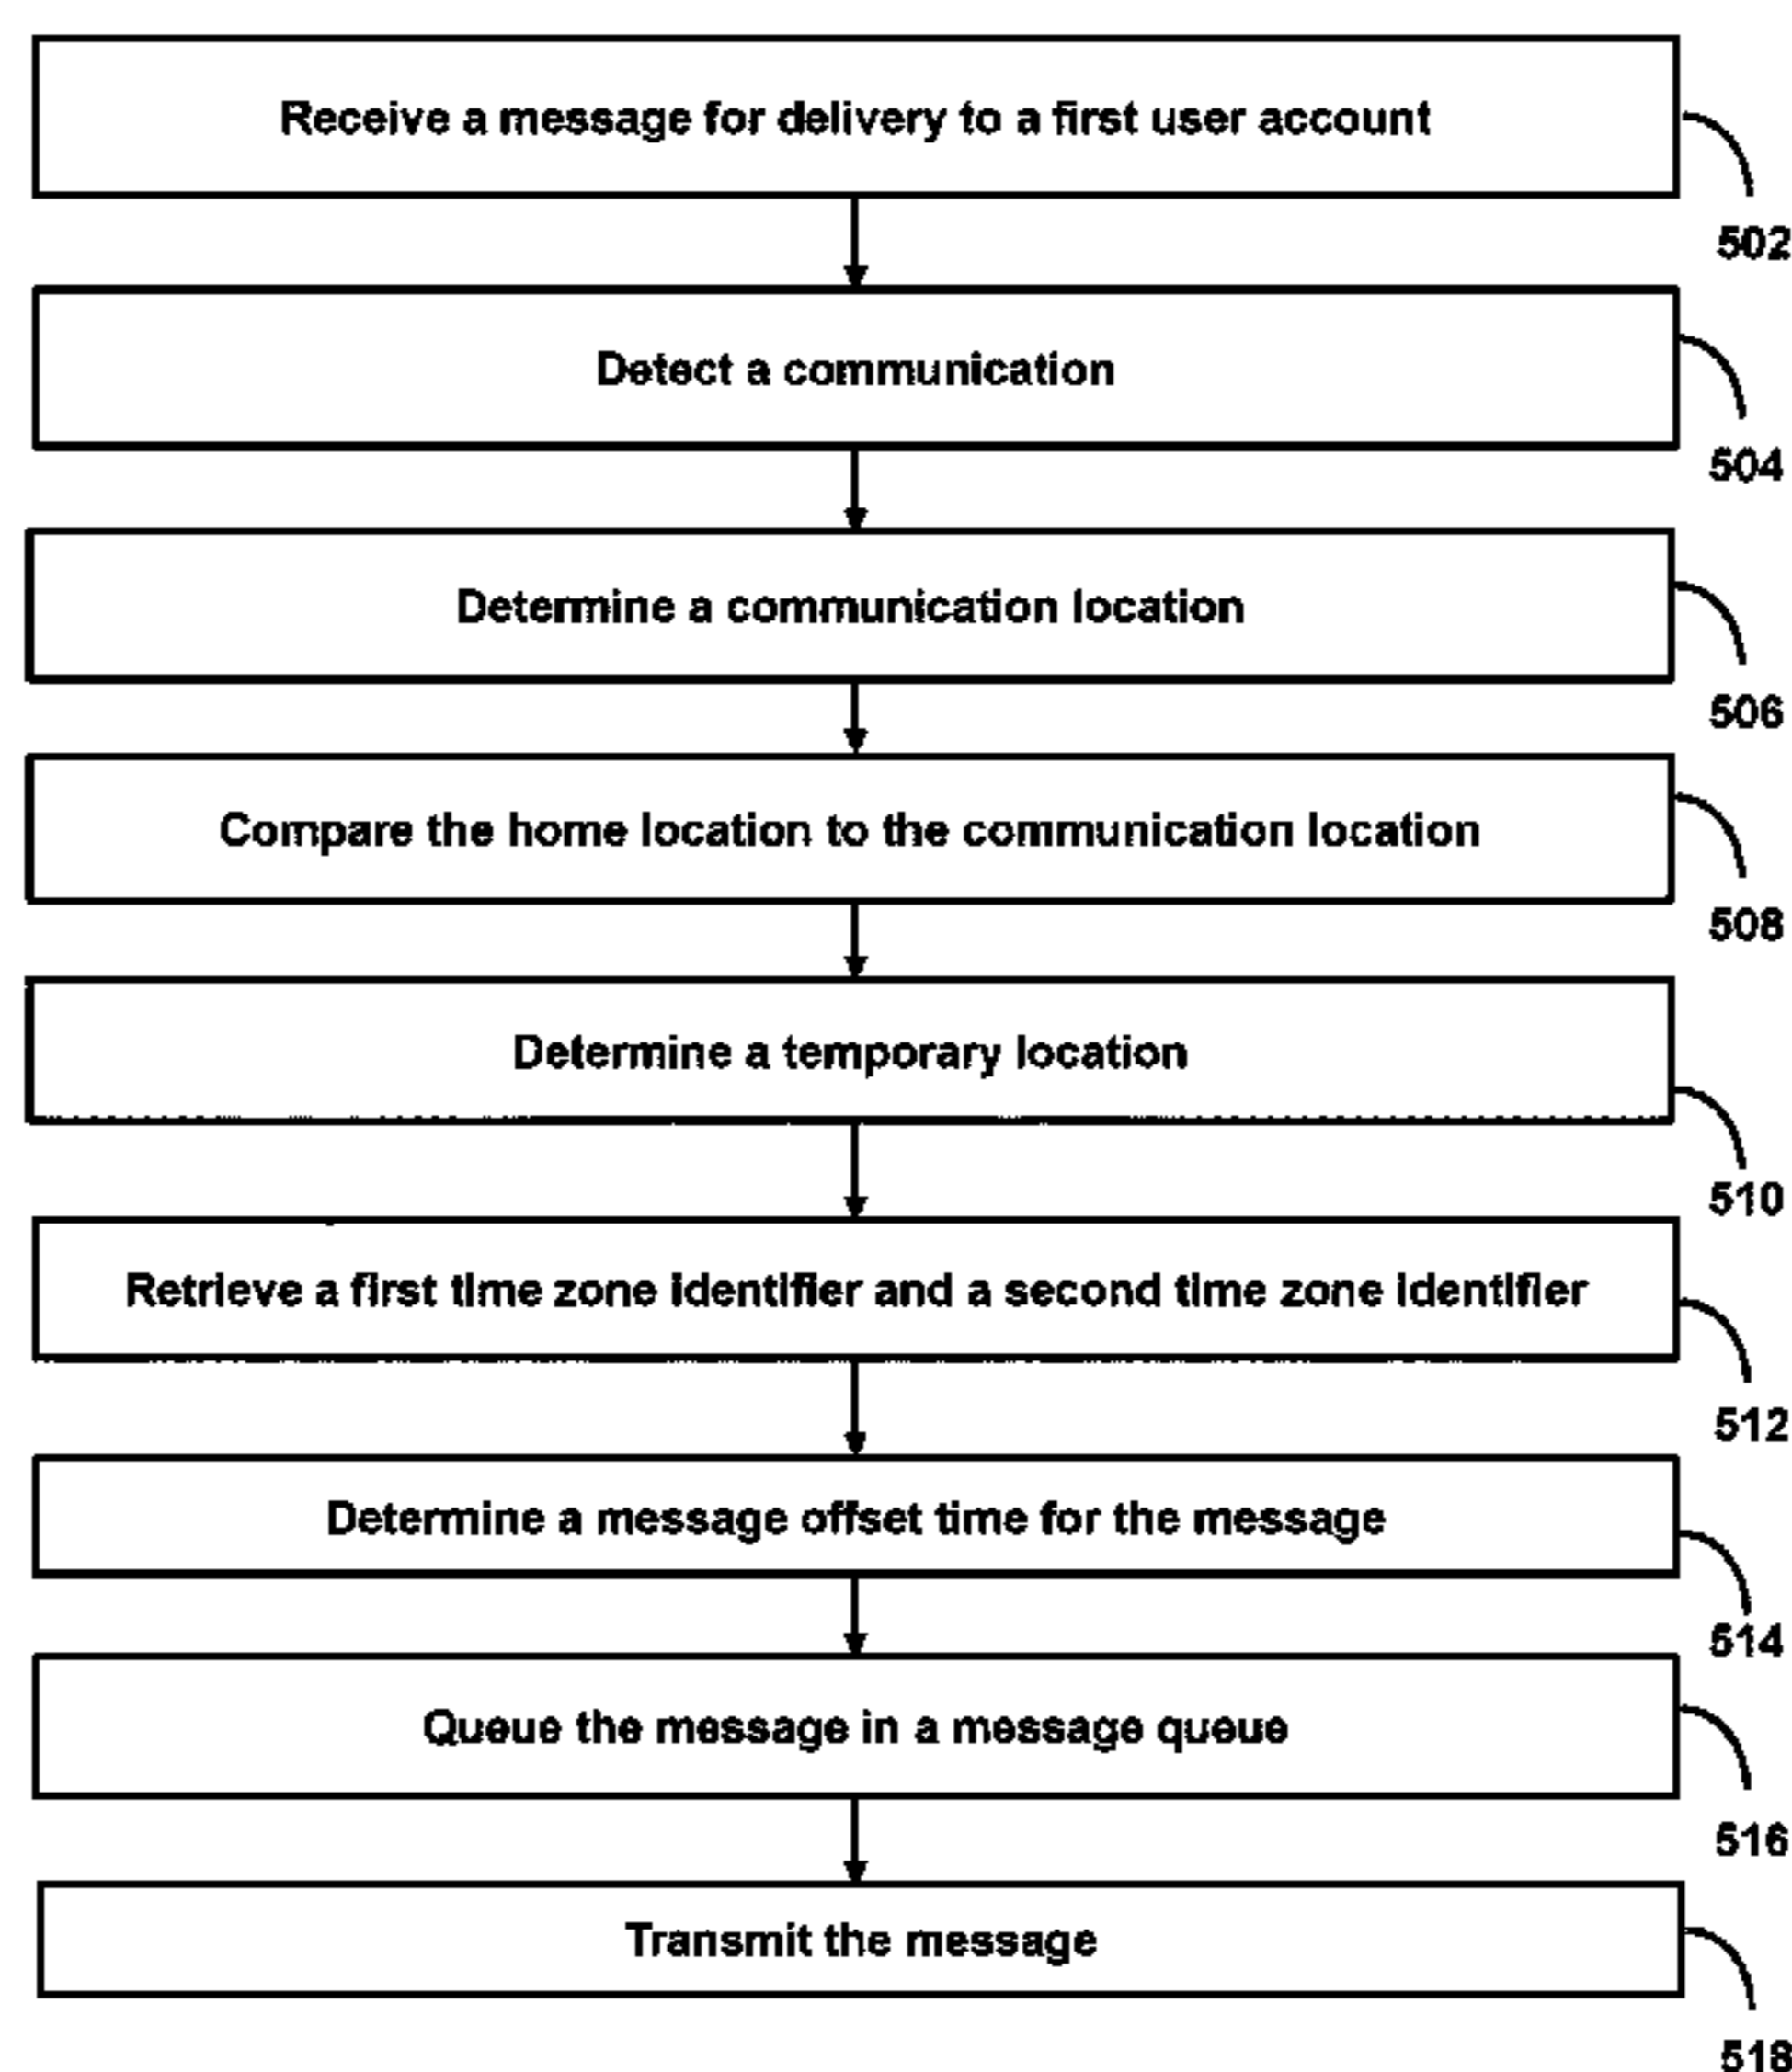 Receive a message for delivery to a first user account
502
Detect a communication
504
Determine a communication location
506
Compare the home location to the communication location
508
Determine a temporary location
510
Retrieve a first time zone identifier and a second time zone identifier
512
Determine a message offset time for the message
514
Queue the message in a message queue
516
Transmit the message
518